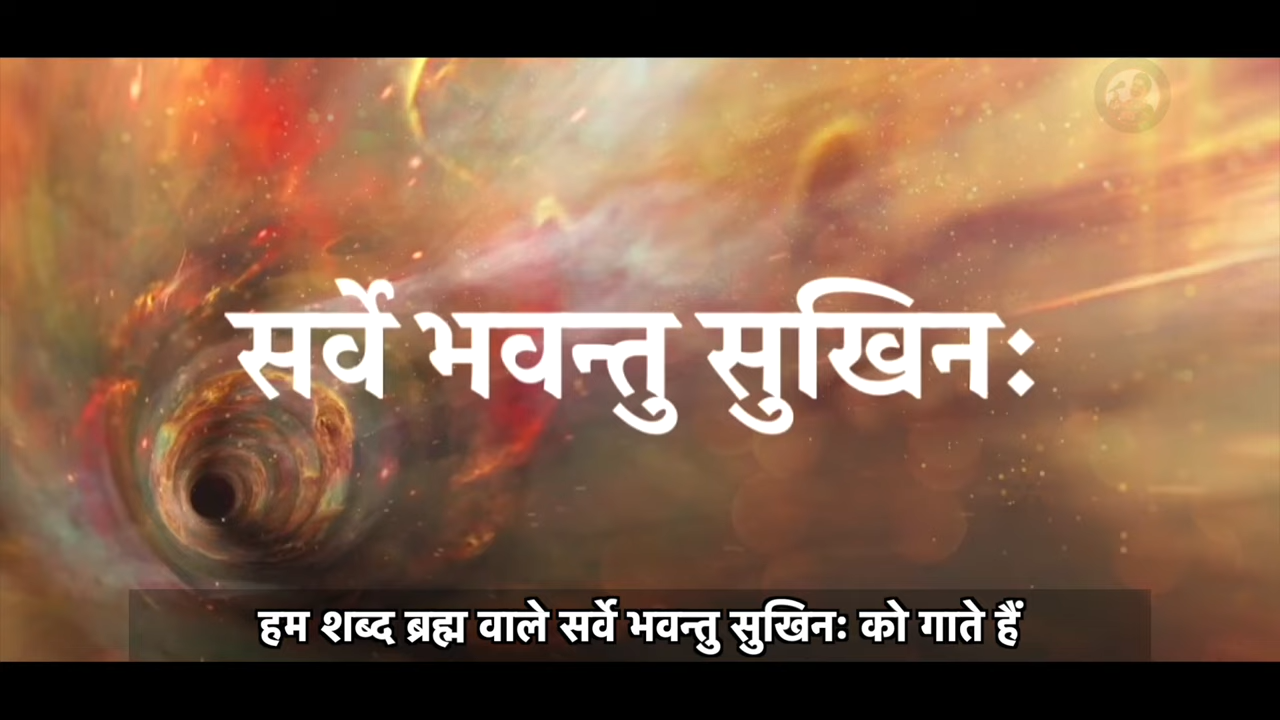 सर्वे भवन्तु सुखिनः
हम शब्द ब्रह्म वाले सर्वे भवन्तु सुखिनः को गाते हैं